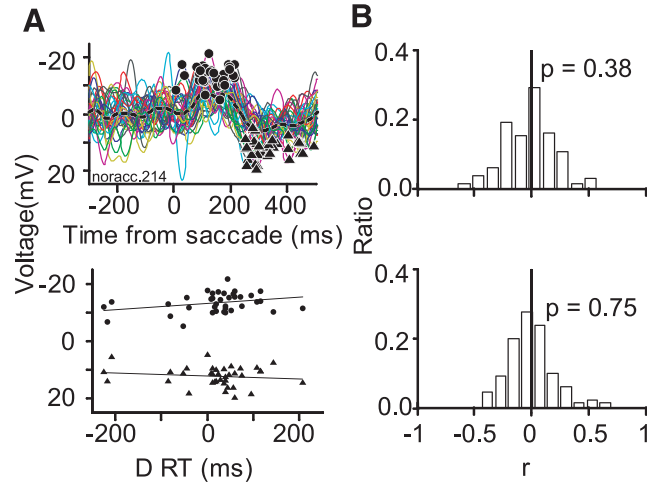 A
B
Voltage(mV)
-20
0
20
noracc.214
-200
0
200
400
Time from saccade (ms)
-20
0
20
-200
0
200
D RT (ms)
Ratio
0.4
0.2
0.0
p = 0.38
0.4
0.2
0.0
p = 0.75
-1
-0.5
0
0.5
1
r